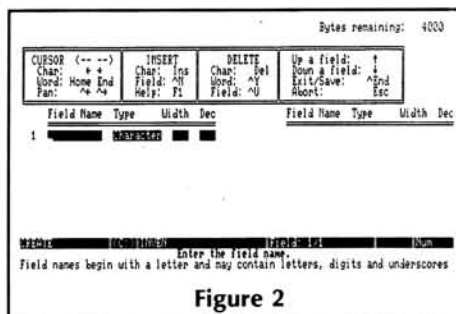 Bytes remaining: 4000
CURSOR (-- --) INSERT DELETE Up a field: ↑
Char: Char: Ins Char: Del Down a field: ↓
Word: Home End Field: ^N Word: ^Y Exit/Save: ^End
Pan: Help: F1 Field: ^U Abort: Esc
Field Name Type Width Dec Field Name Type Width Dec
1 Character
CREATE Field: 1/1 Num
Enter the field name.
Field names begin with a letter and may contain letters, digits and underscores
Figure 2